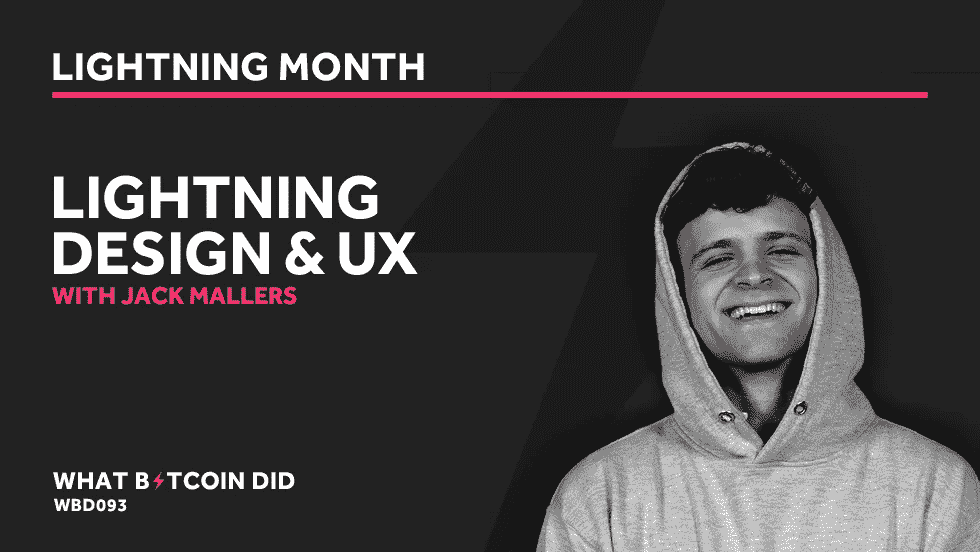 LIGHTNING MONTH
LIGHTNING
DESIGN & UX
WITH JACK MALLERS
WHAT B⚡TCOIN DID
WBD093